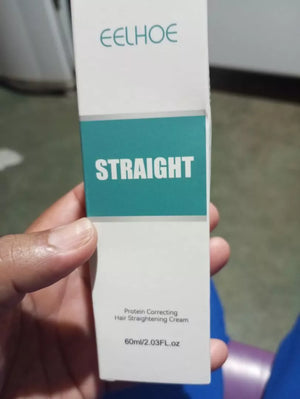 EELHOE
STRAIGHT
Protein Correcting
Hair Straightening Cream
60ml/2.03FL.oz